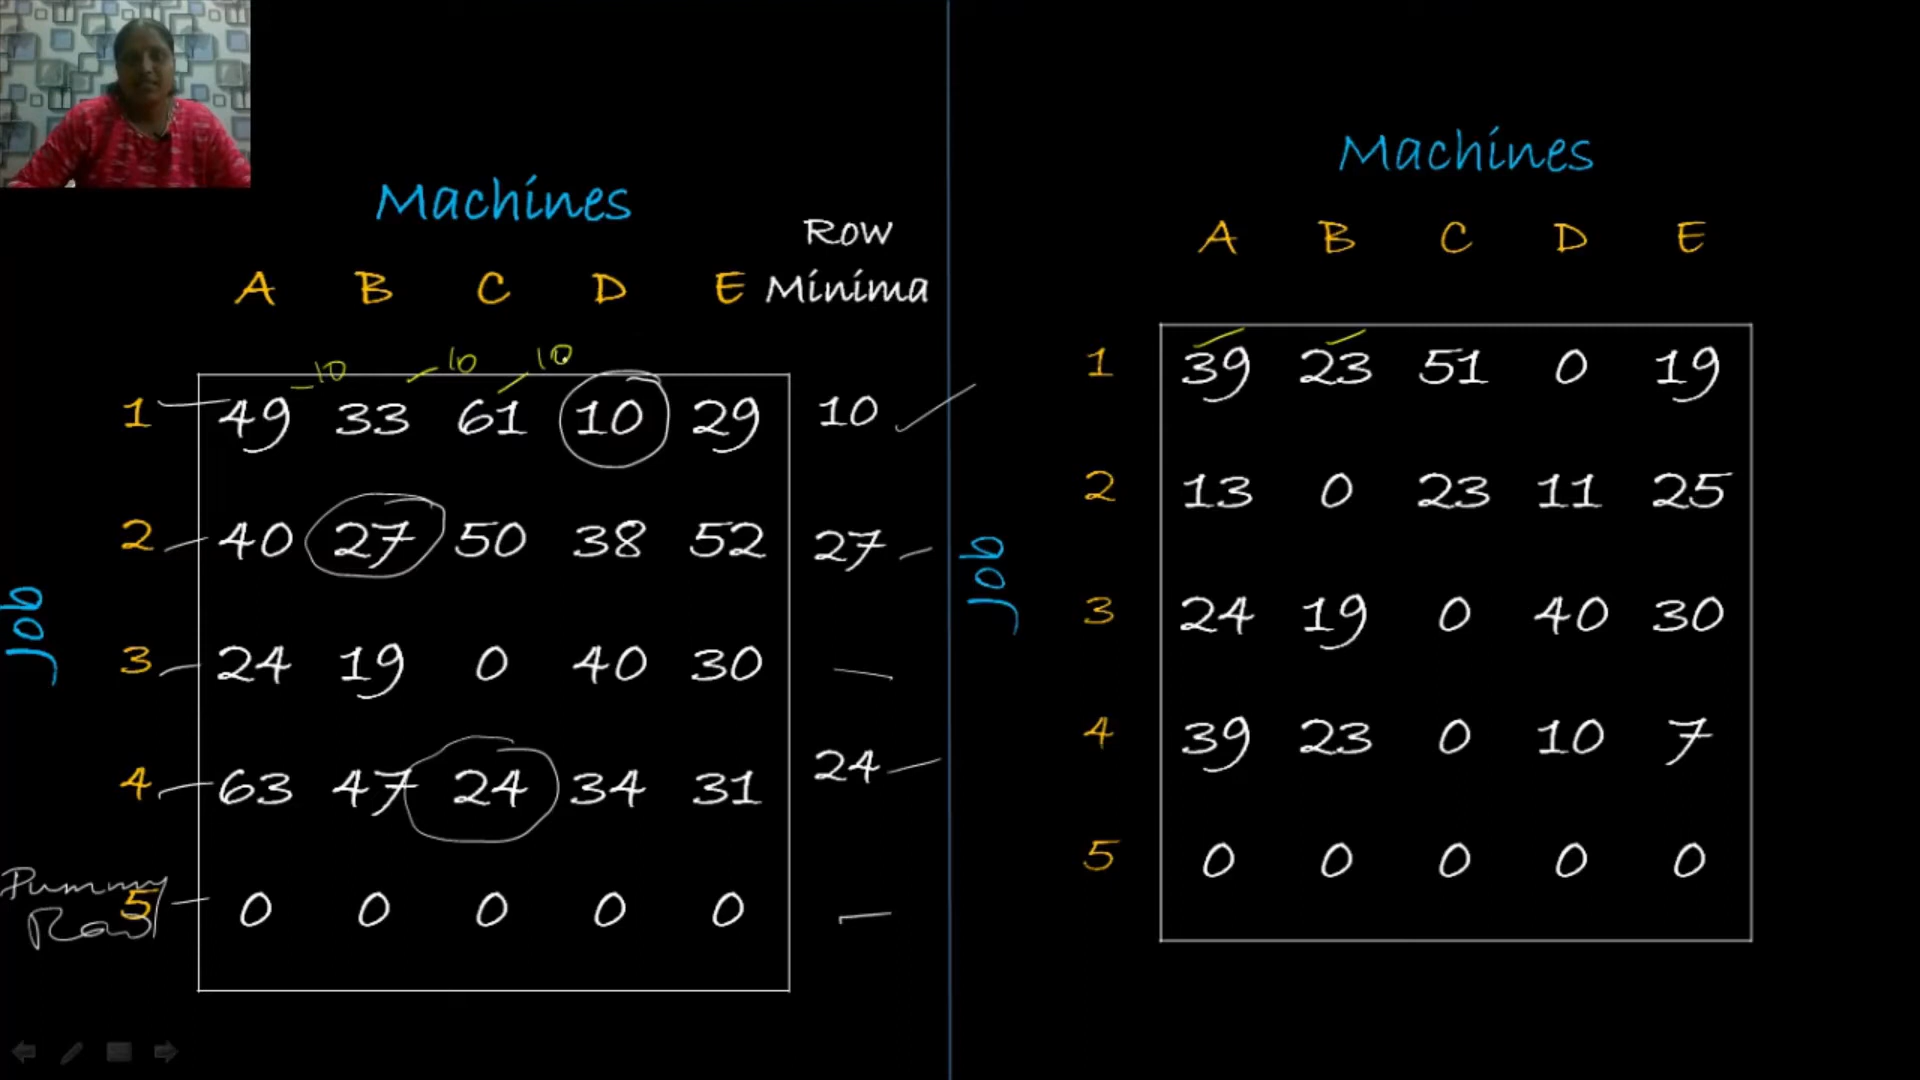 Machines
Row
A B C D E Minima
-10 -10 10
1 49 33 61 10 29 10
2 40 27 50 38 52 27
Job
3 24 19 0 40 30 —
4 63 47 24 34 31 24
Dummy
Row
5 0 0 0 0 0 —
Machines
A B C D E
1 39 23 51 0 19
2 13 0 23 11 25
Job
3 24 19 0 40 30
4 39 23 0 10 7
5 0 0 0 0 0